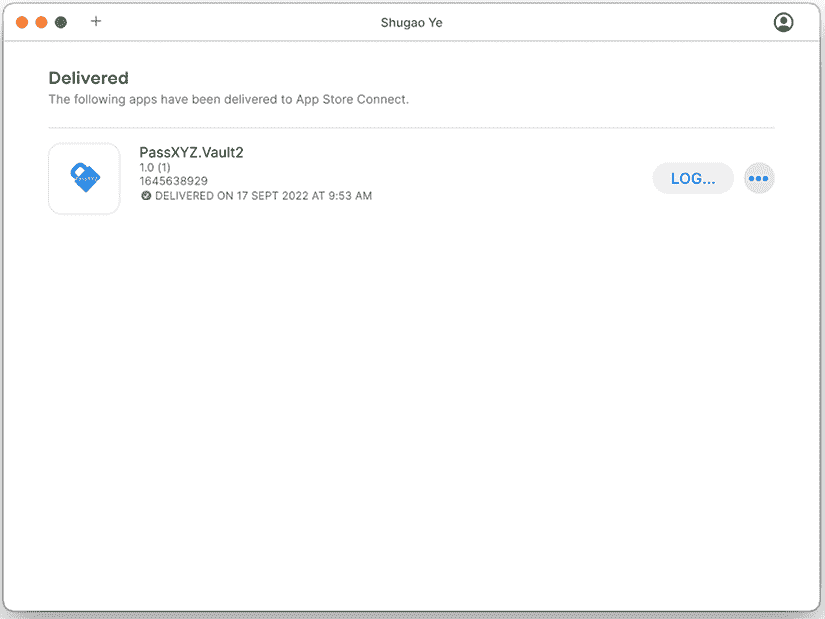 Shugao Ye
Delivered
The following apps have been delivered to App Store Connect.
PassXYZ.Vault2
1.0 (1)
1645638929
DELIVERED ON 17 SEPT 2022 AT 9:53 AM
LOG...